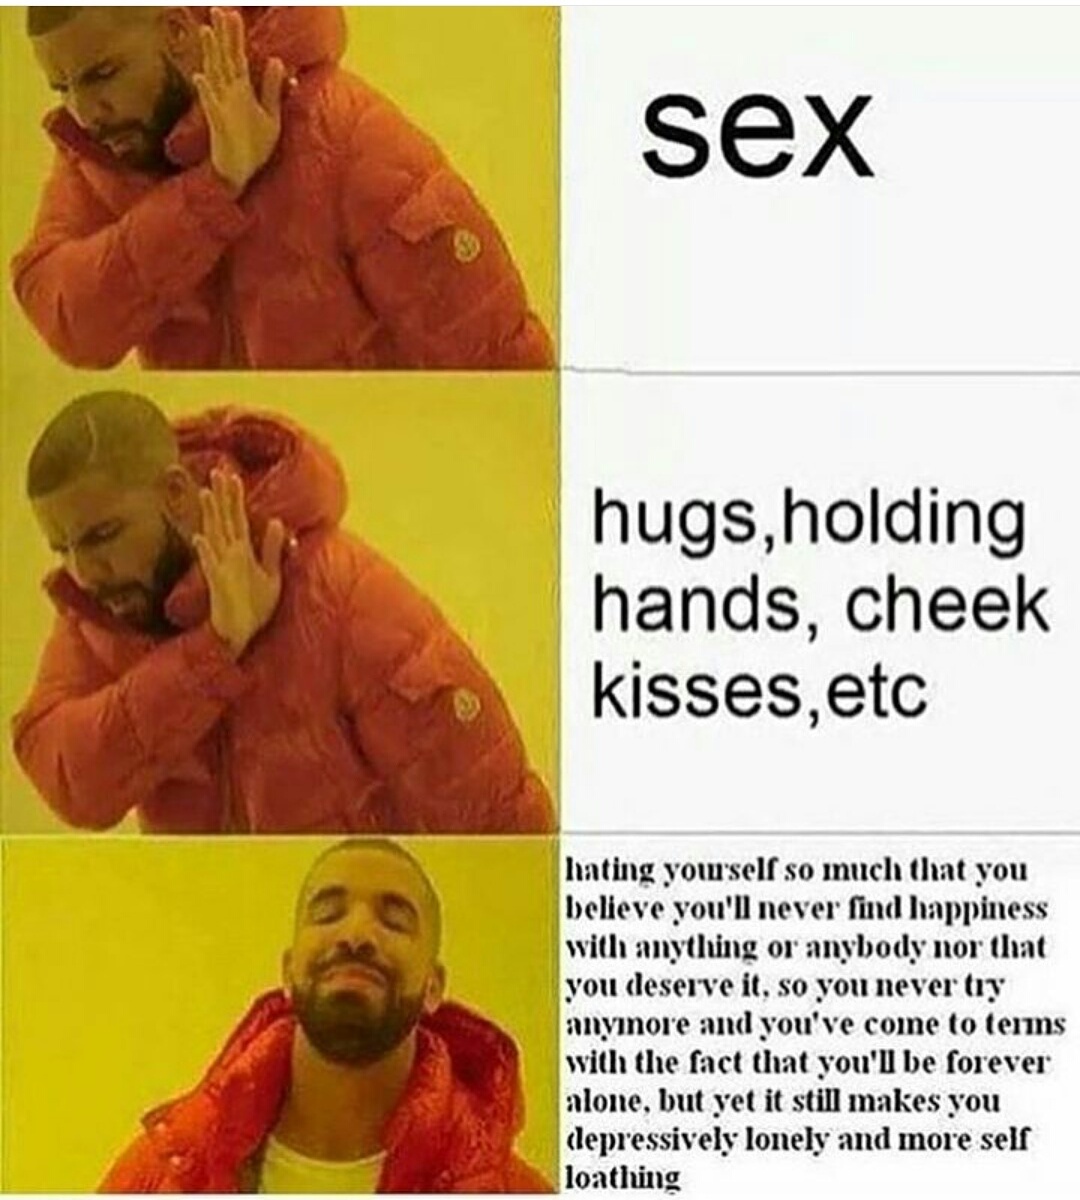 sex
hugs,holding
hands, cheek
kisses,etc
hating yourself so much that you
believe you'll never find happiness
with anything or anybody nor that
you deserve it, so you never try
anymore and you've come to terms
with the fact that you'll be forever
alone, but yet it still makes you
depressively lonely and more self
loathing